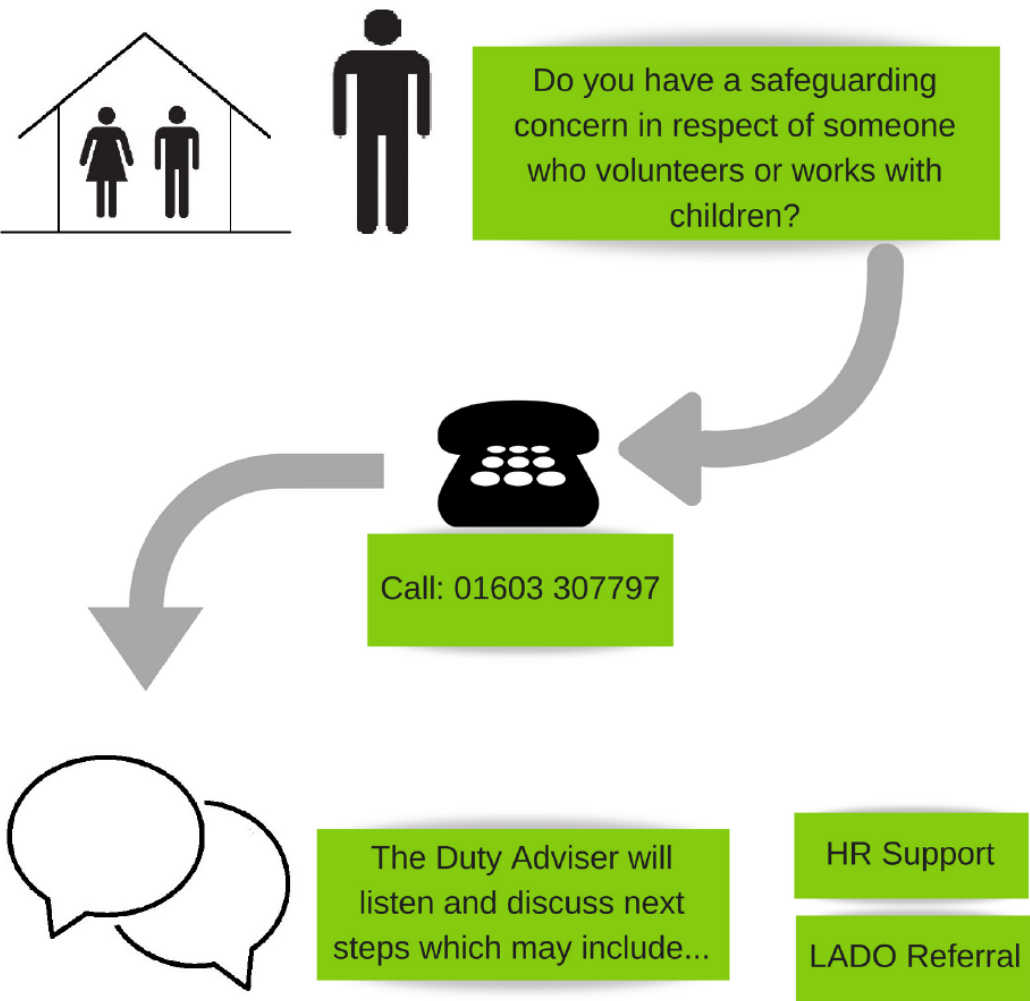 Do you have a safeguarding
concern in respect of someone
who volunteers or works with
children?
Call: 01603 307797
The Duty Adviser will
listen and discuss next
steps which may include...
HR Support
LADO Referral